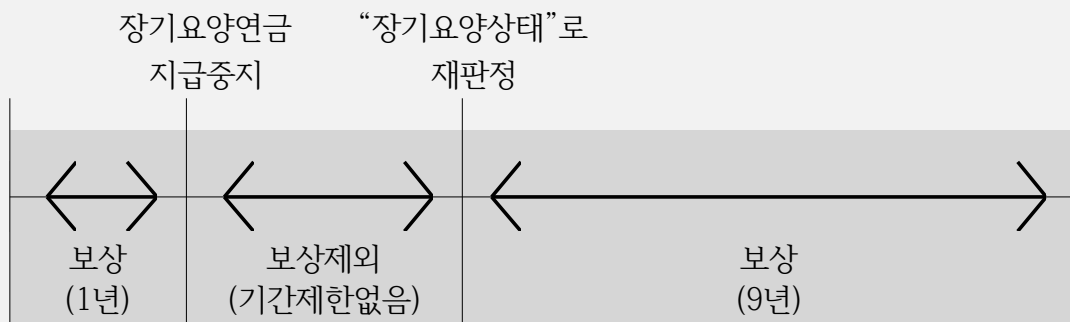 장기요양연금
지급중지
“장기요양상태”로
재판정
보상
(1년)
보상제외
(기간제한없음)
보상
(9년)